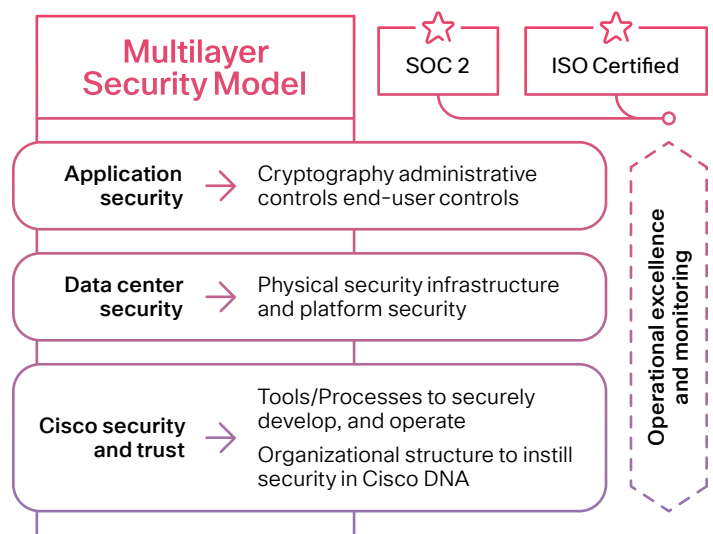 Multilayer
Security Model
SOC 2
ISO Certified
Application
security
Cryptography administrative
controls end-user controls
Data center
security
Physical security infrastructure
and platform security
Cisco security
and trust
Tools/Processes to securely
develop, and operate
Organizational structure to instill
security in Cisco DNA
Operational excellence
and monitoring